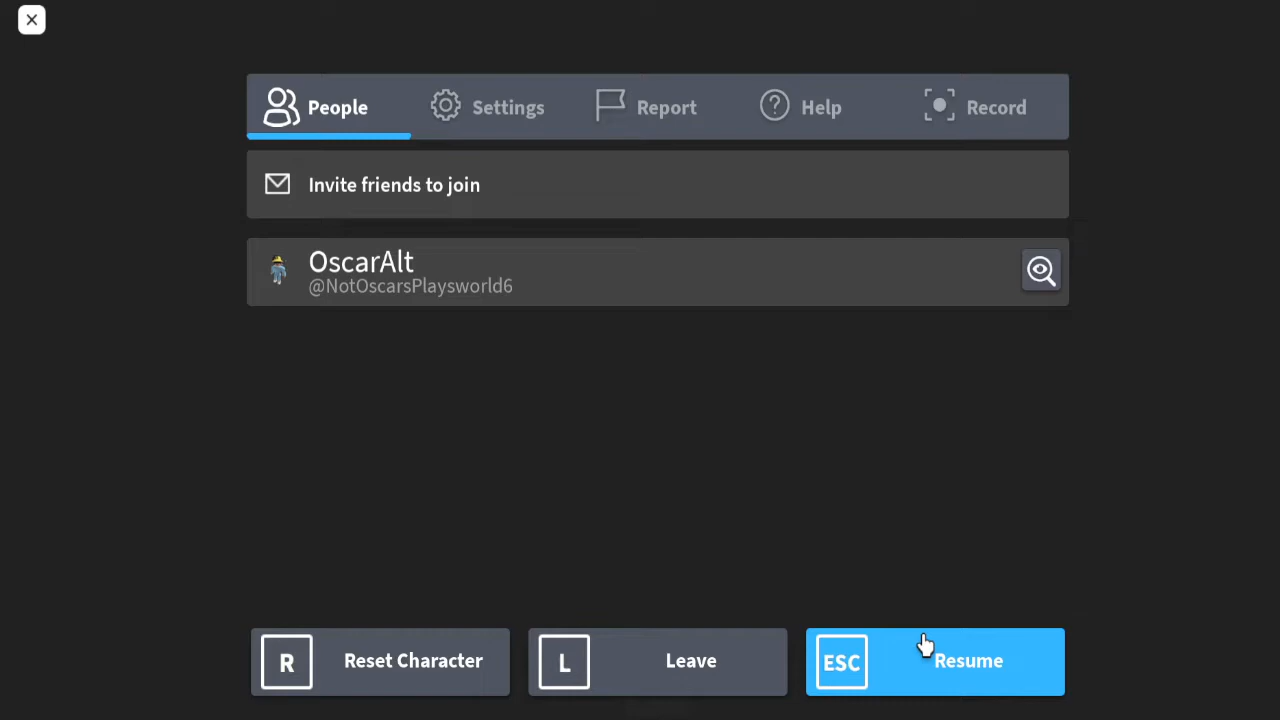 People
Settings
Report
Help
Record
Invite friends to join
OscarAlt
@NotOscarsPlaysworld6
R
Reset Character
L
Leave
ESC
Resume